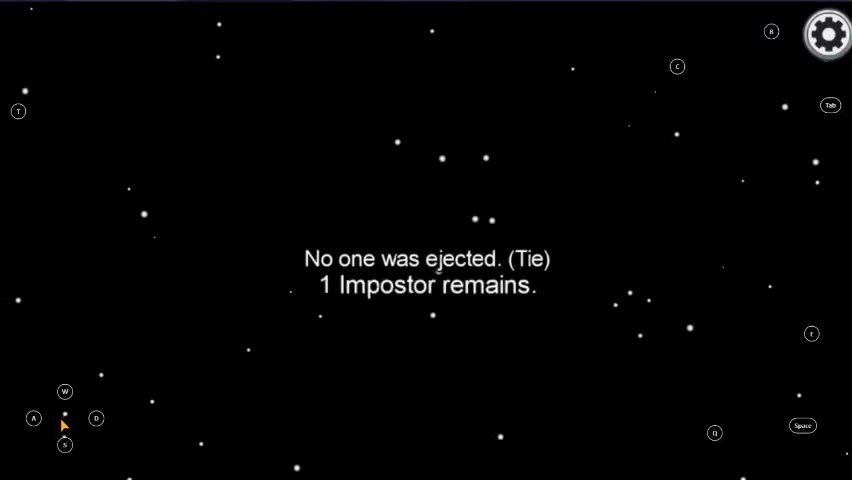 B
C
Tab
T
No one was ejected. (Tie)
1 Impostor remains.
W
A
D
S
Q
Space